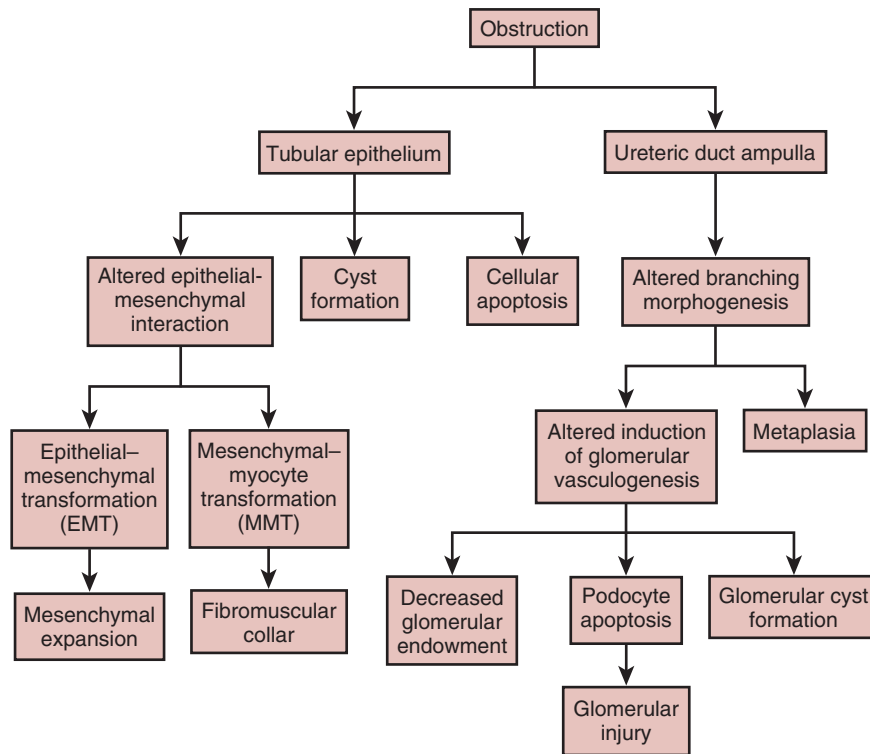 Obstruction
Tubular epithelium
Ureteric duct ampulla
Altered epithelial-
mesenchymal
interaction
Cyst
formation
Cellular
apoptosis
Altered branching
morphogenesis
Epithelial–
mesenchymal
transformation
(EMT)
Mesenchymal–
myocyte
transformation
(MMT)
Altered induction
of glomerular
vasculogenesis
Metaplasia
Mesenchymal
expansion
Fibromuscular
collar
Decreased
glomerular
endowment
Podocyte
apoptosis
Glomerular cyst
formation
Glomerular
injury